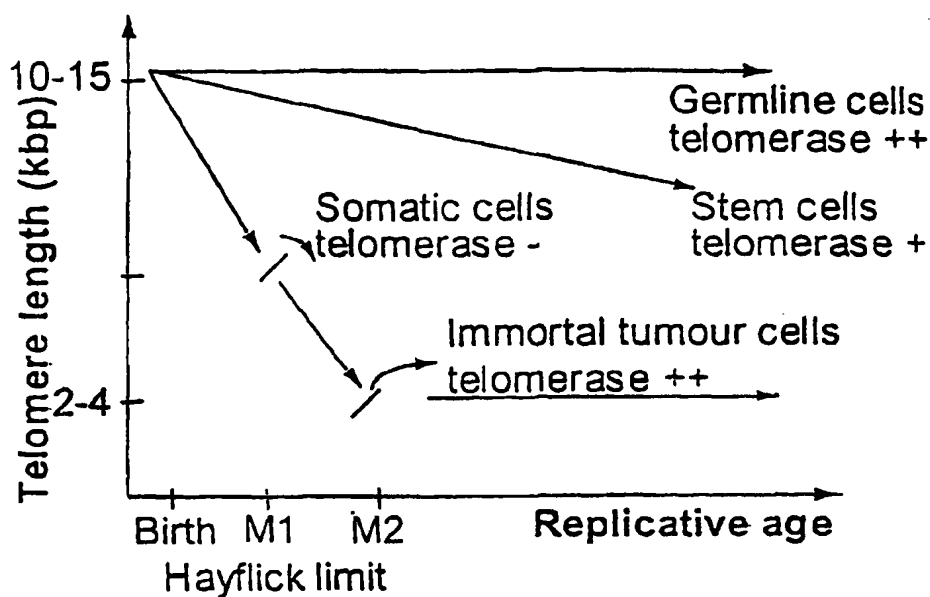 Telomere length (kbp)
10-15
2-4
Germline cells
telomerase ++
Stem cells
telomerase +
Somatic cells
telomerase -
Immortal tumour cells
telomerase ++
Birth M1 M2 Replicative age
Hayflick limit